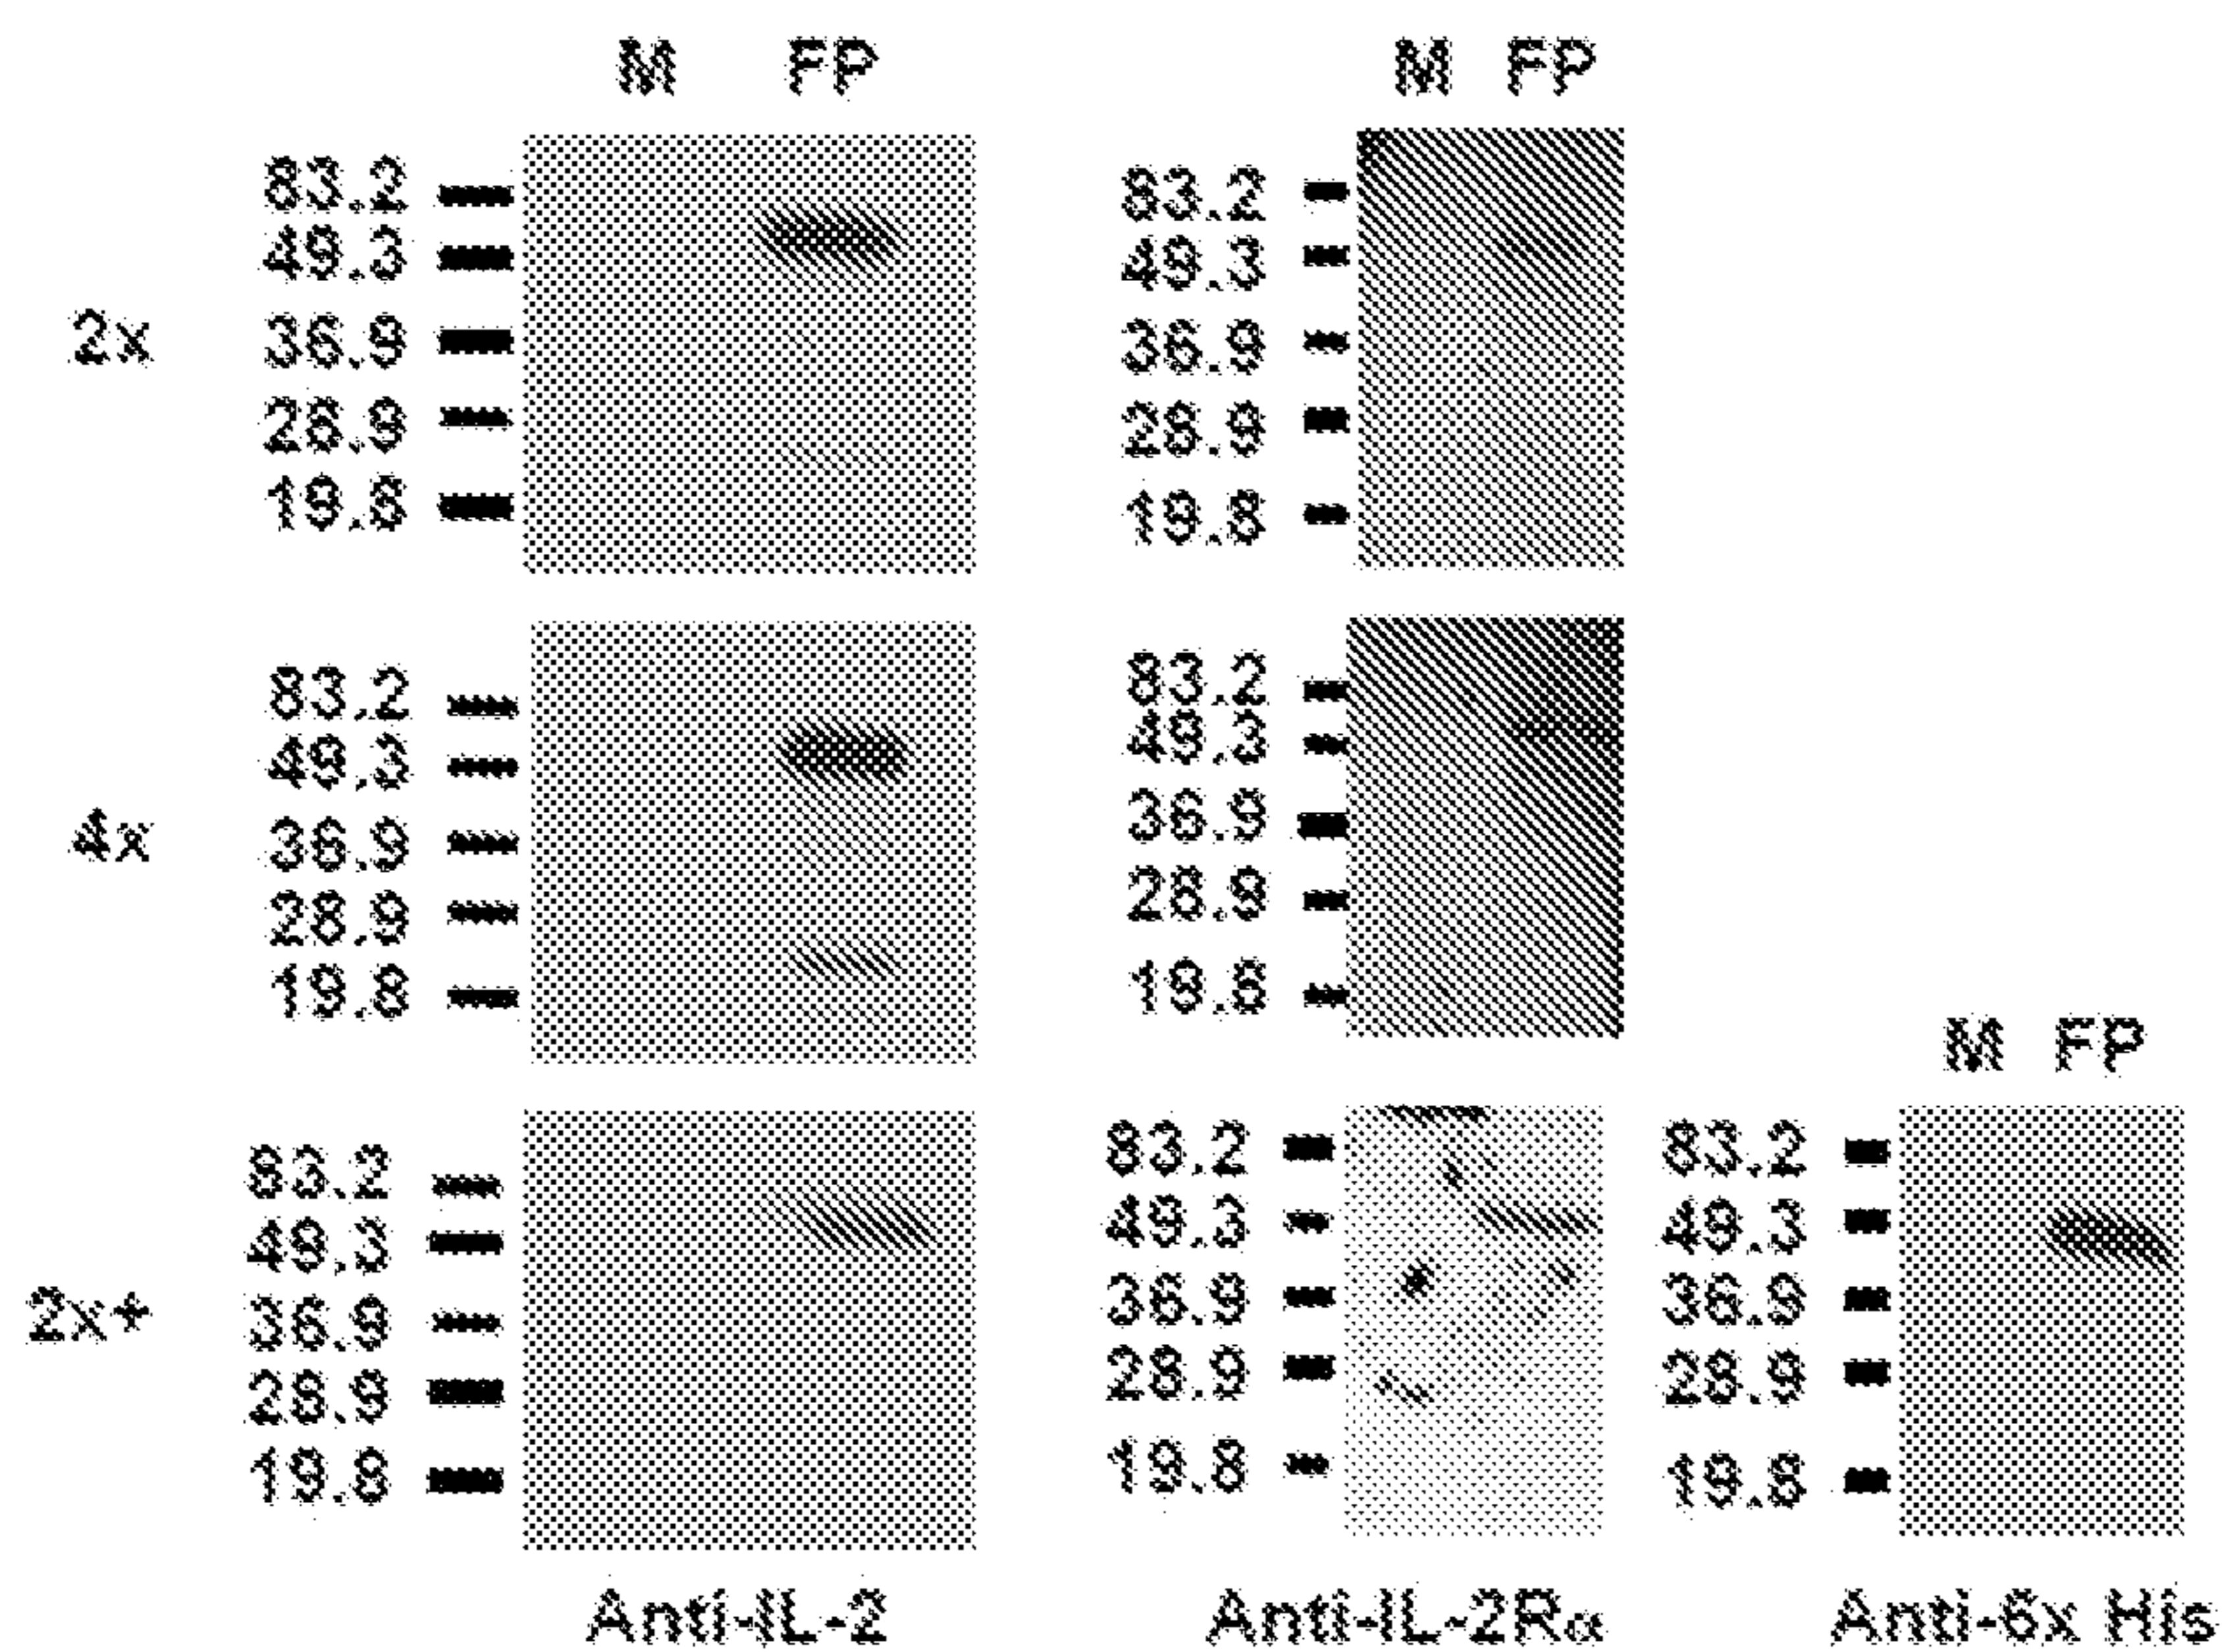 M FP M FP
83.2 83.2
49.3 49.3
2x 36.9 36.9
28.9 28.9
19.8 19.8
83.2 83.2
49.3 49.3
4x 36.9 36.9
28.9 28.9
19.8 19.8
M FP
83.2 83.2 83.2
49.3 49.3 49.3
2x+ 36.9 36.9 36.9
28.9 28.9 28.9
19.8 19.8 19.8
Anti-IL-2 Anti-IL-2Rα Anti-6x His